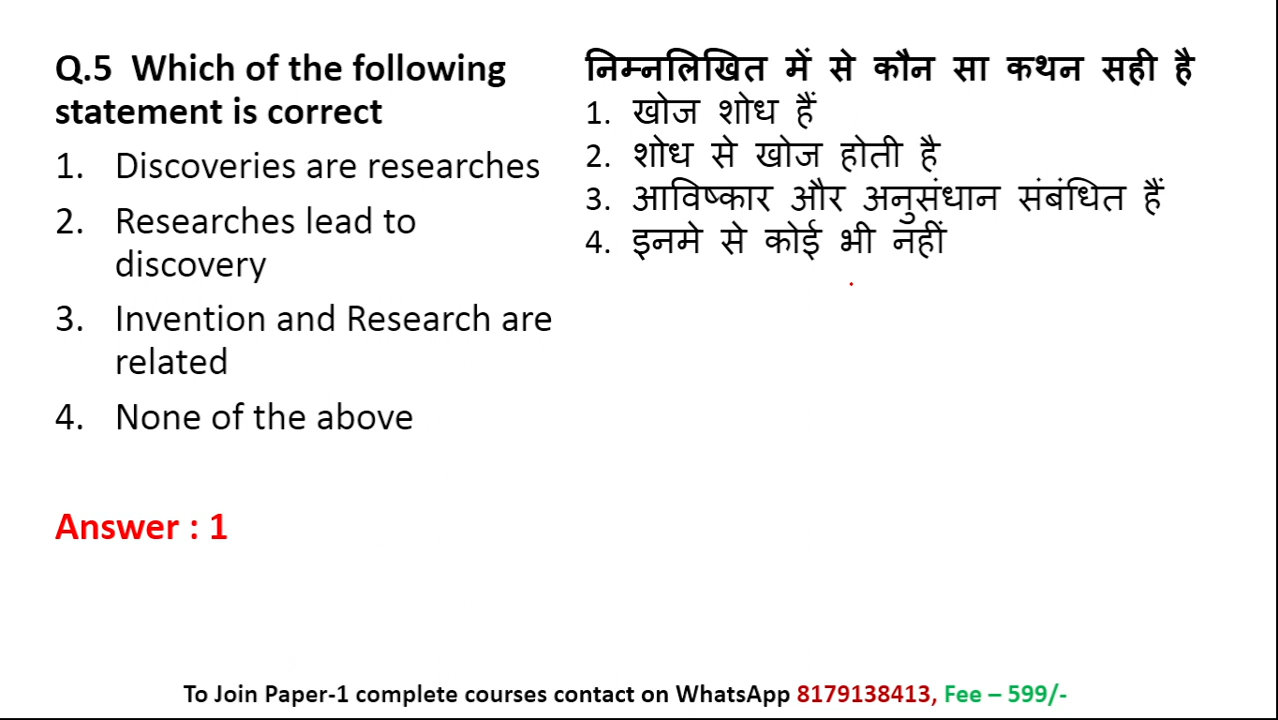 Q.5 Which of the following
statement is correct
1. Discoveries are researches
2. Researches lead to
discovery
3. Invention and Research are
related
4. None of the above
Answer : 1
निम्नलिखित में से कौन सा कथन सही है
1. खोज शोध हैं
2. शोध से खोज होती है
3. आविष्कार और अनुसंधान संबंधित हैं
4. इनमे से कोई भी नहीं
To Join Paper-1 complete courses contact on WhatsApp 8179138413, Fee – 599/-